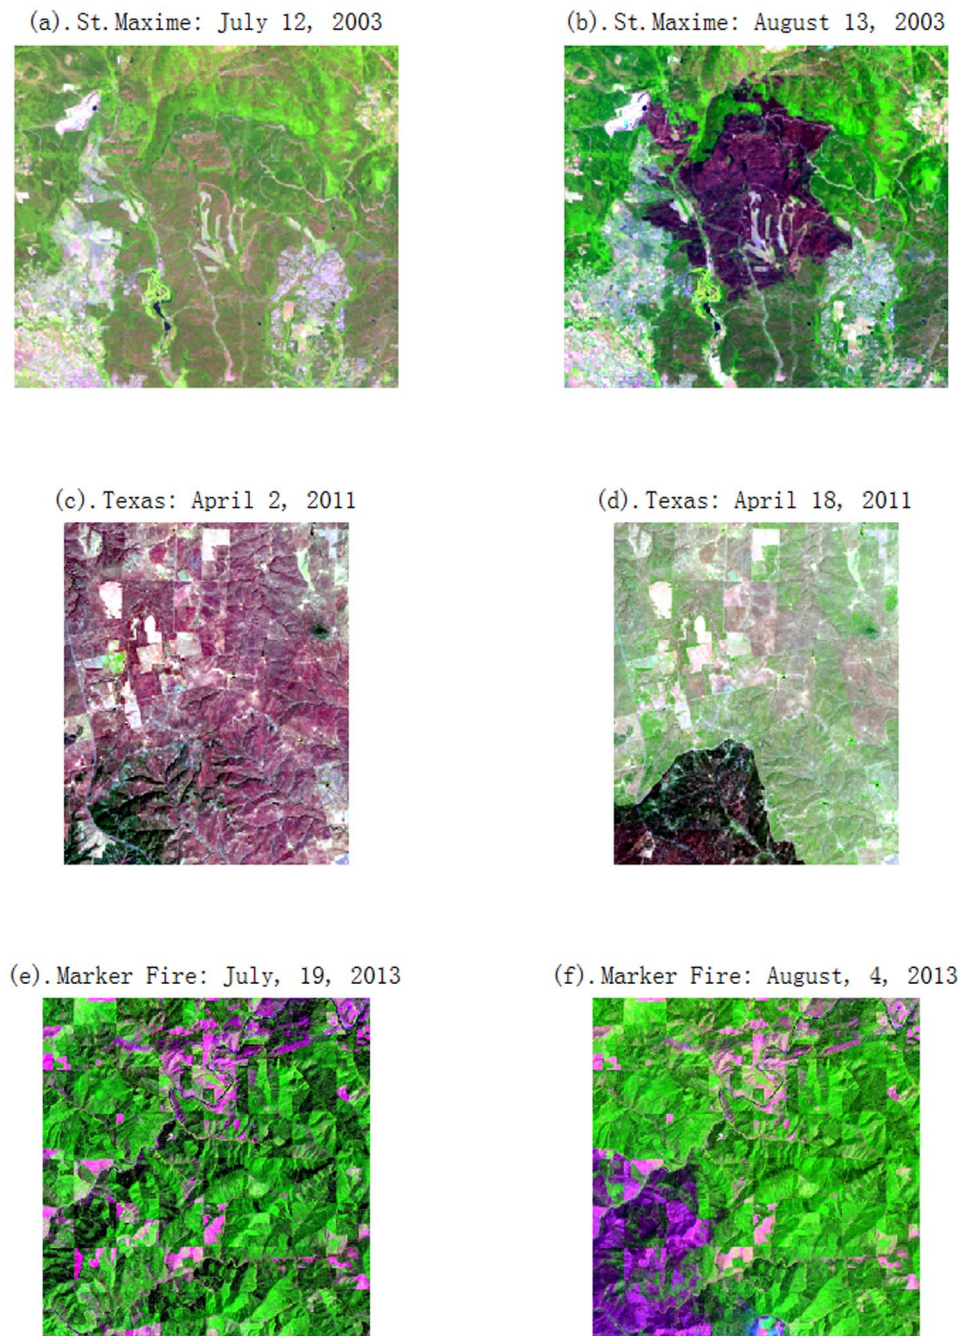 (a).St.Maxime: July 12, 2003
(b).St.Maxime: August 13, 2003
(c).Texas: April 2, 2011
(d).Texas: April 18, 2011
(e).Marker Fire: July, 19, 2013
(f).Marker Fire: August, 4, 2013